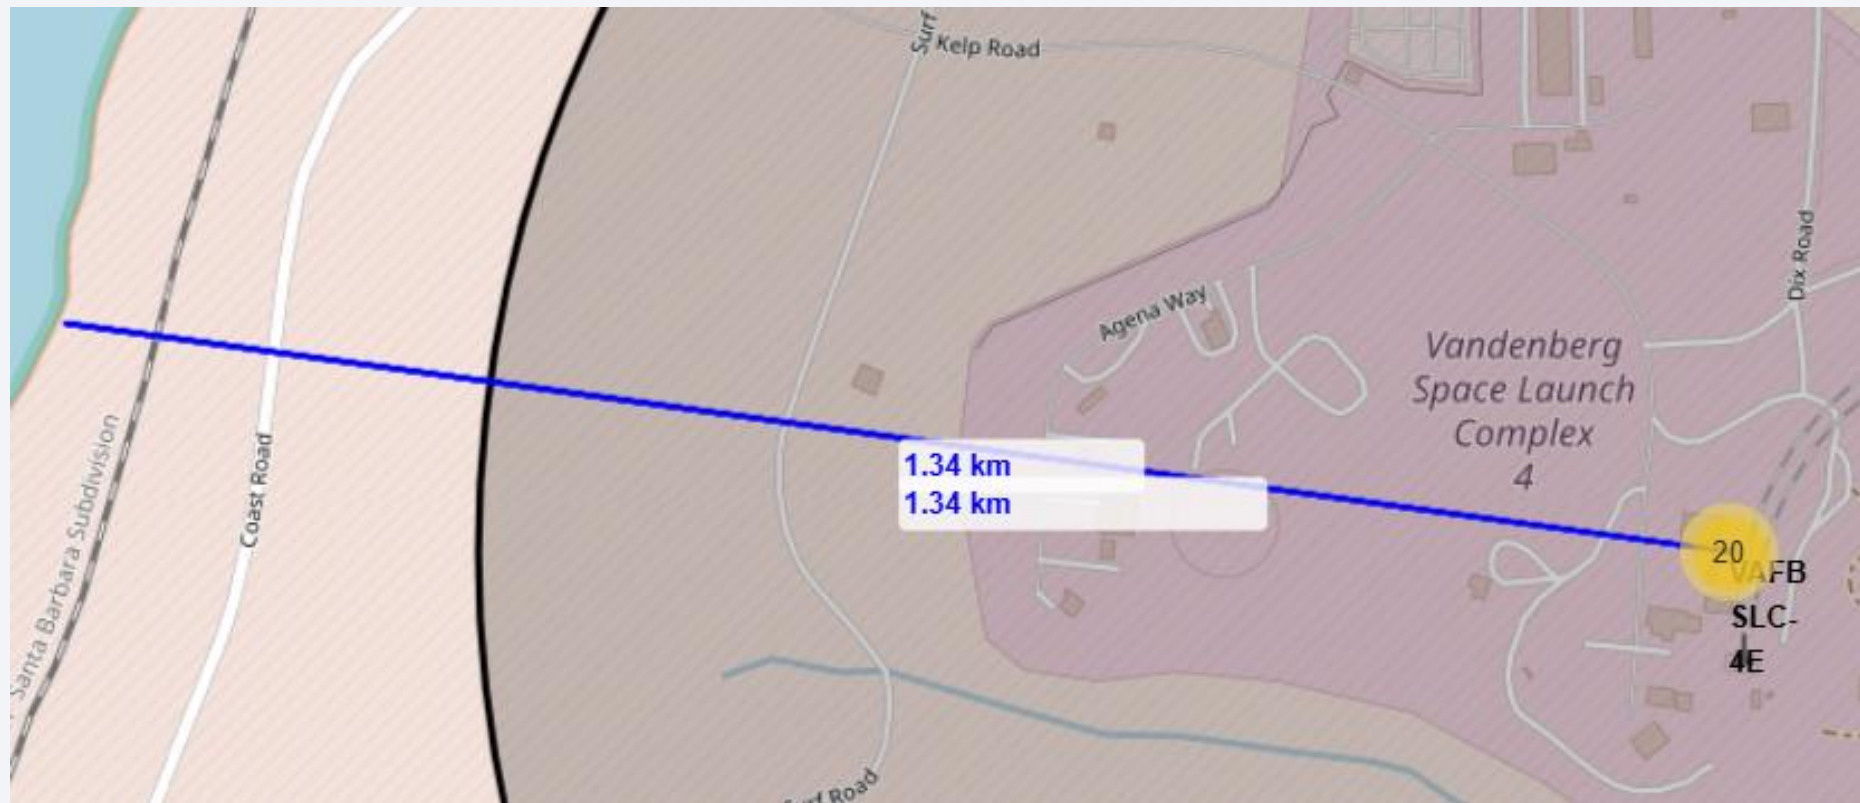 Surf
Kelp Road
Dix Road
Agena Way
Vandenberg
Space Launch
Complex
4
1.34 km
1.34 km
Coast Road
Santa Barbara Subdivision
20
VAFB
SLC-
4E
Surf Road